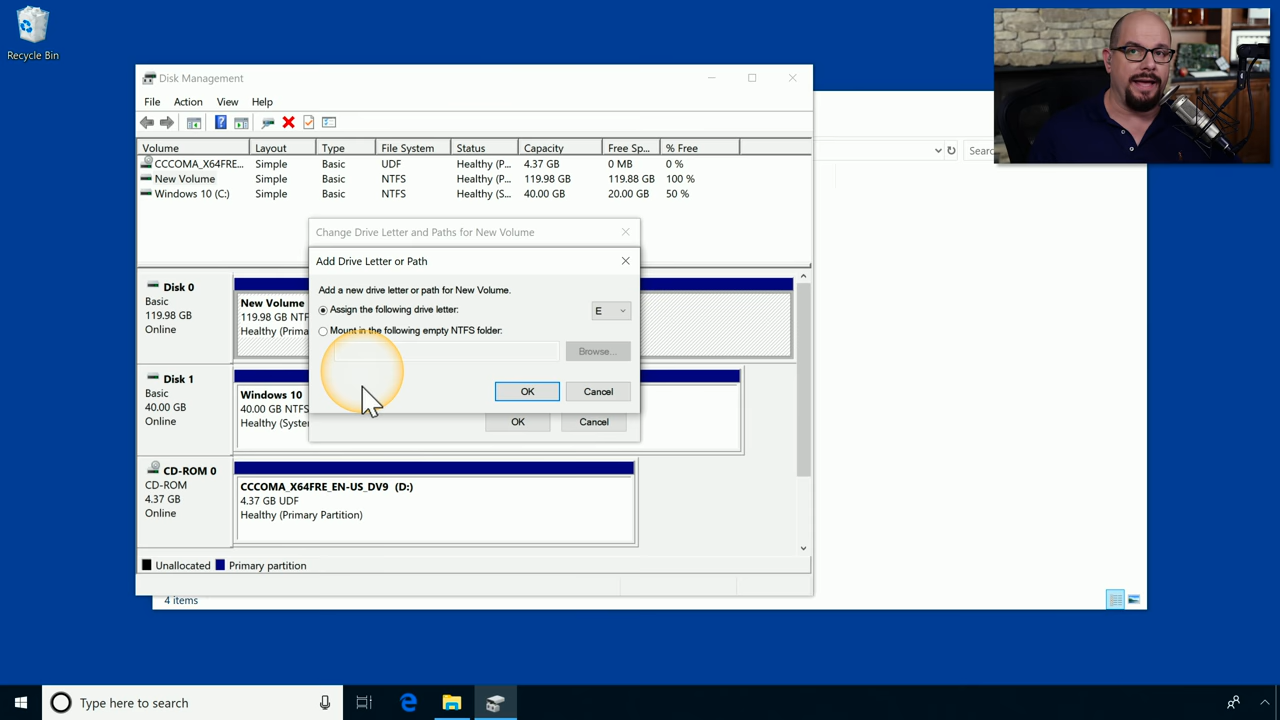 Recycle Bin
Disk Management
File Action View Help
Volume Layout Type File System Status Capacity Free Sp... % Free
CCCOMA_X64FRE... Simple Basic UDF Healthy (P... 4.37 GB 0 MB 0 %
New Volume Simple Basic NTFS Healthy (P... 119.98 GB 119.88 GB 100 %
Windows 10 (C:) Simple Basic NTFS Healthy (S... 40.00 GB 20.00 GB 50 %
Searc
Change Drive Letter and Paths for New Volume
Add Drive Letter or Path
Add a new drive letter or path for New Volume.
Assign the following drive letter: E
Mount in the following empty NTFS folder:
Browse...
OK Cancel
OK Cancel
Disk 0
Basic
119.98 GB
Online
New Volume
119.98 GB NTF
Healthy (Prima
Disk 1
Basic
40.00 GB
Online
Windows 10
40.00 GB NTFS
Healthy (Syste
CD-ROM 0
CD-ROM
4.37 GB
Online
CCCOMA_X64FRE_EN-US_DV9 (D:)
4.37 GB UDF
Healthy (Primary Partition)
Unallocated Primary partition
4 items
Type here to search